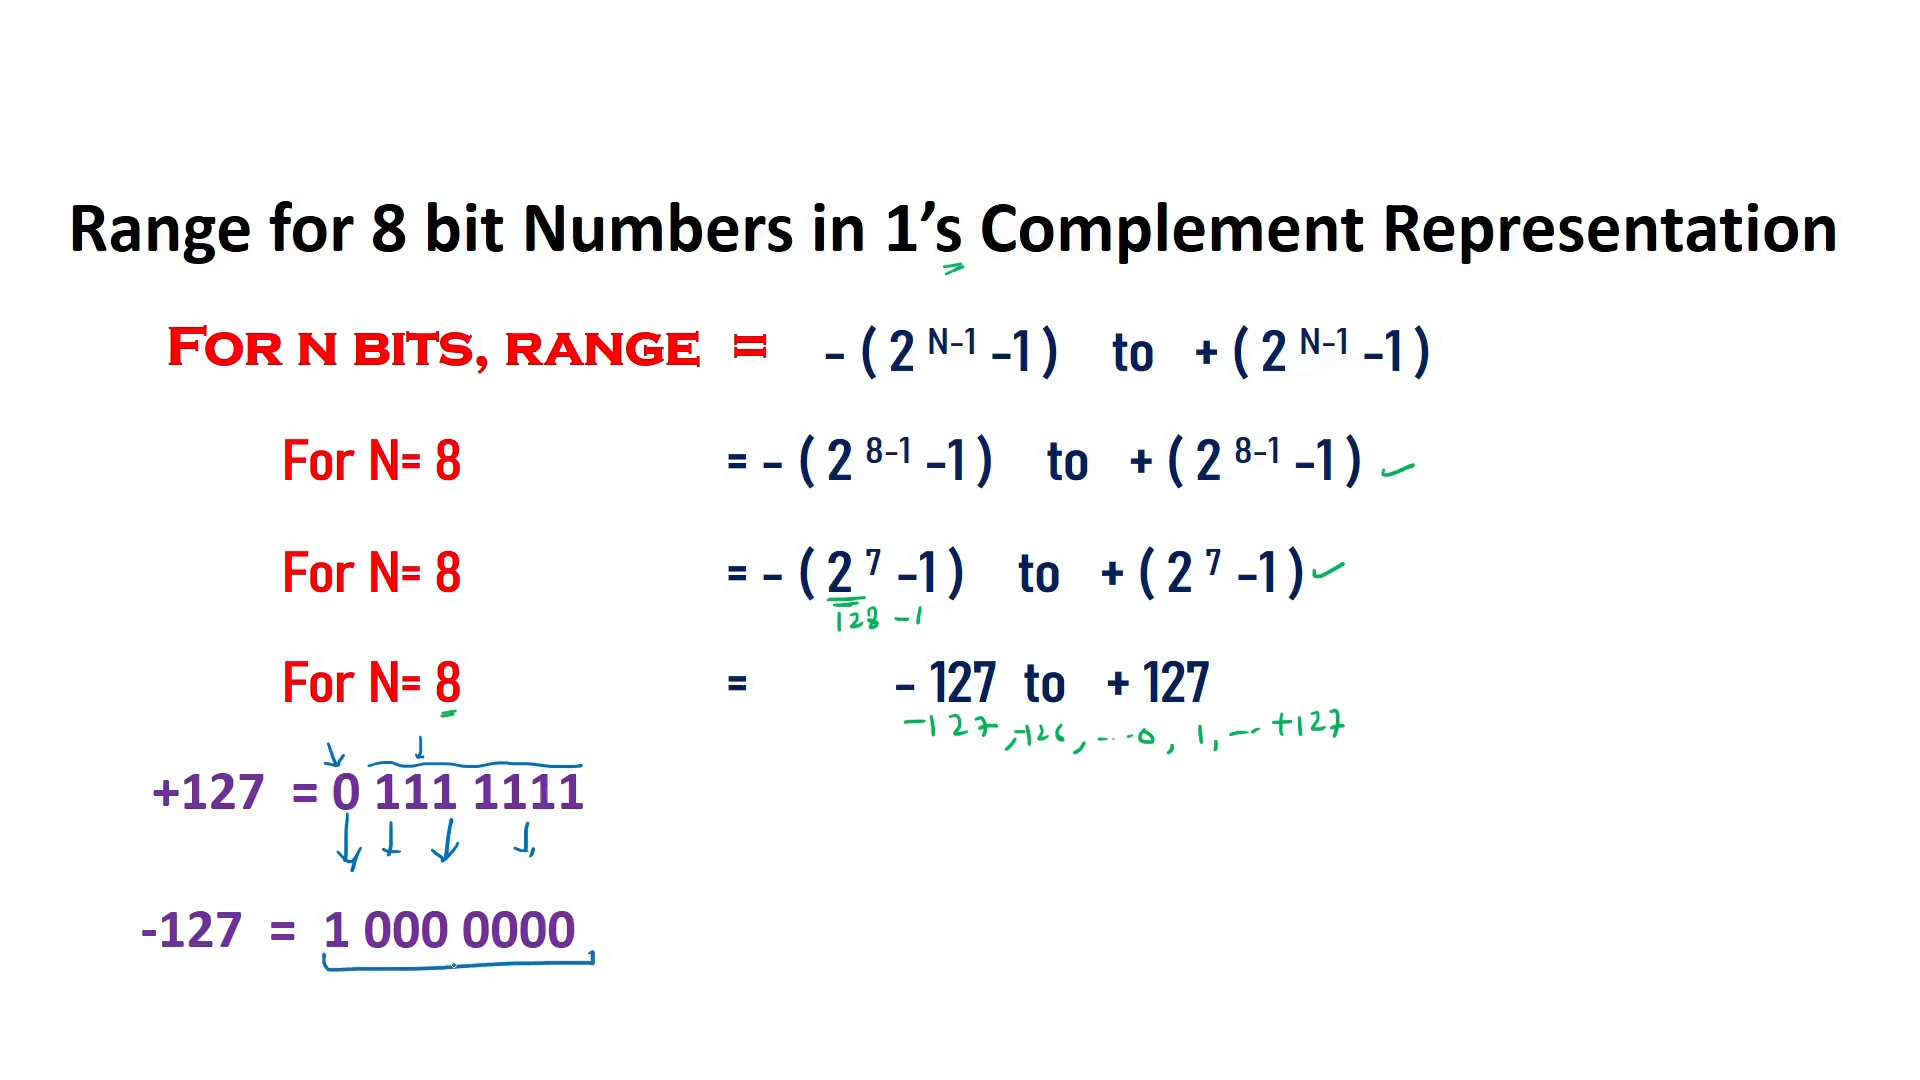 Range for 8 bit Numbers in 1's Complement Representation
FOR N BITS, RANGE = – ( 2 ᴺ⁻¹ –1 ) to + ( 2 ᴺ⁻¹ –1 )
For N= 8 = – ( 2 ⁸⁻¹ –1 ) to + ( 2 ⁸⁻¹ –1 )
For N= 8 = – ( 2 ⁷ –1 ) to + ( 2 ⁷ –1 )
128 –1
For N= 8 = – 127 to + 127
–127, –126, ....0, 1, ... +127
+127 = 0 111 1111
-127 = 1 000 0000